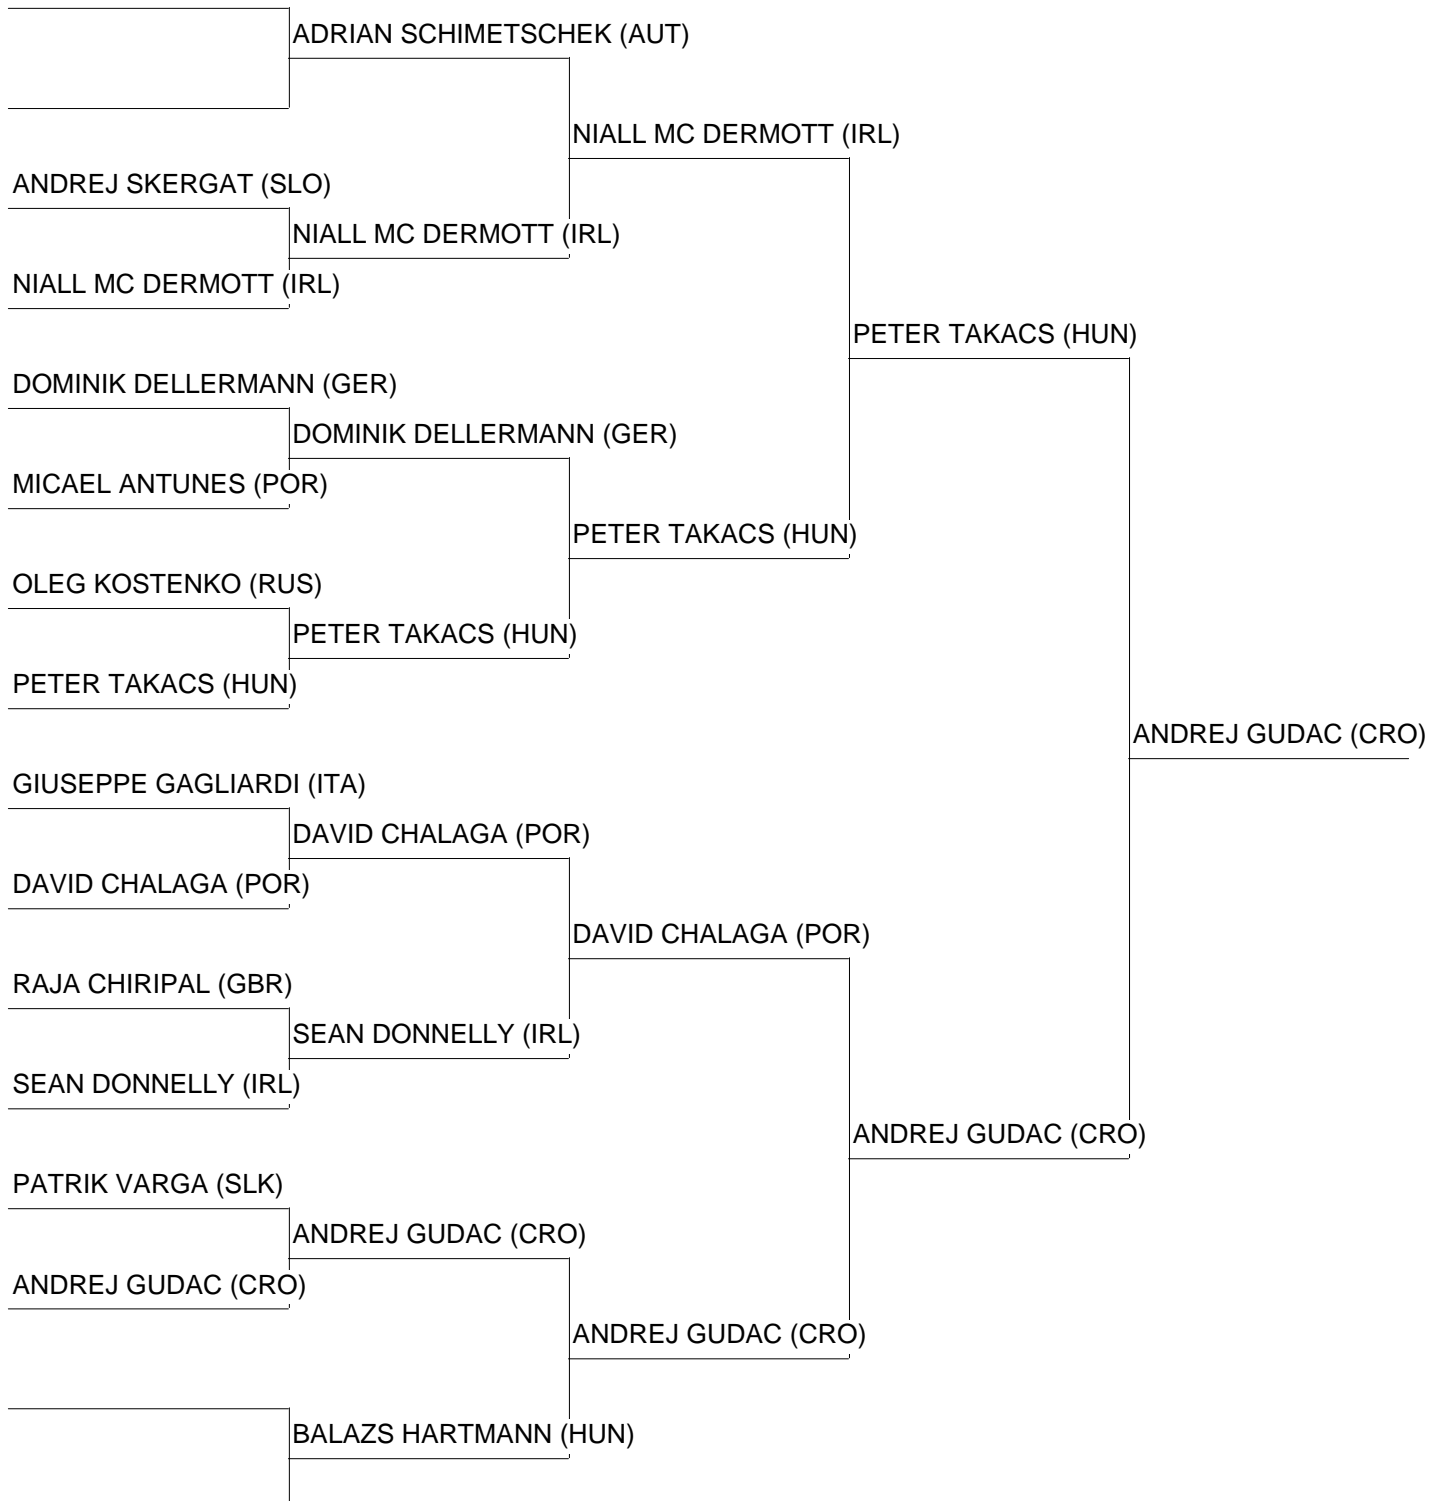 ADRIAN SCHIMETSCHEK (AUT)
NIALL MC DERMOTT (IRL)
ANDREJ SKERGAT (SLO)
NIALL MC DERMOTT (IRL)
NIALL MC DERMOTT (IRL)
PETER TAKACS (HUN)
DOMINIK DELLERMANN (GER)
DOMINIK DELLERMANN (GER)
MICAEL ANTUNES (POR)
PETER TAKACS (HUN)
OLEG KOSTENKO (RUS)
PETER TAKACS (HUN)
PETER TAKACS (HUN)
ANDREJ GUDAC (CRO)
GIUSEPPE GAGLIARDI (ITA)
DAVID CHALAGA (POR)
DAVID CHALAGA (POR)
DAVID CHALAGA (POR)
RAJA CHIRIPAL (GBR)
SEAN DONNELLY (IRL)
SEAN DONNELLY (IRL)
ANDREJ GUDAC (CRO)
PATRIK VARGA (SLK)
ANDREJ GUDAC (CRO)
ANDREJ GUDAC (CRO)
ANDREJ GUDAC (CRO)
BALAZS HARTMANN (HUN)